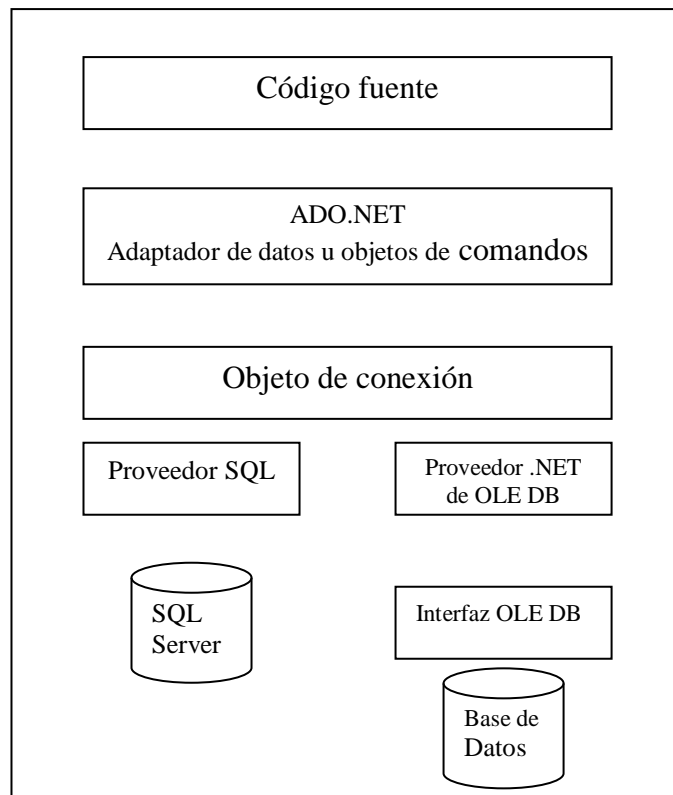 Código fuente
ADO.NET
Adaptador de datos u objetos de comandos
Objeto de conexión
Proveedor SQL
Proveedor .NET
de OLE DB
SQL
Server
Interfaz OLE DB
Base de
Datos